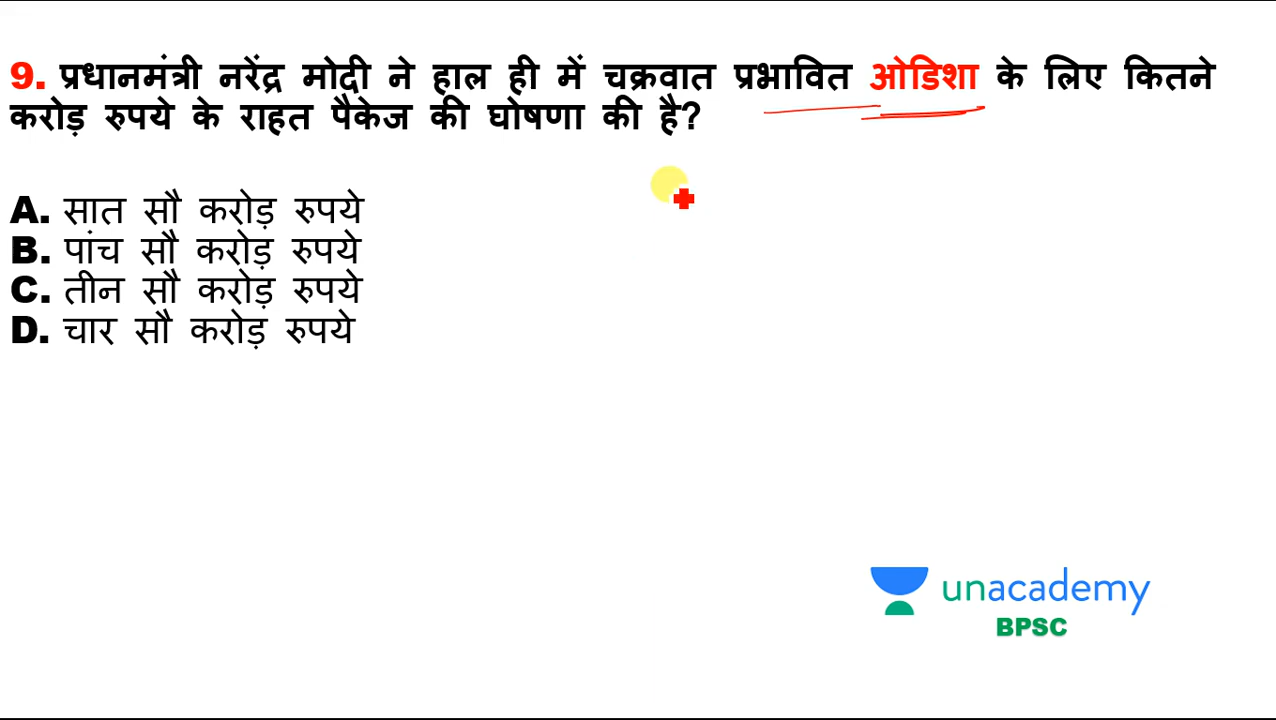 9. प्रधानमंत्री नरेंद्र मोदी ने हाल ही में चक्रवात प्रभावित ओडिशा के लिए कितने
करोड़ रुपये के राहत पैकेज की घोषणा की है?
A. सात सौ करोड़ रुपये
B. पांच सौ करोड़ रुपये
C. तीन सौ करोड़ रुपये
D. चार सौ करोड़ रुपये
unacademy
BPSC